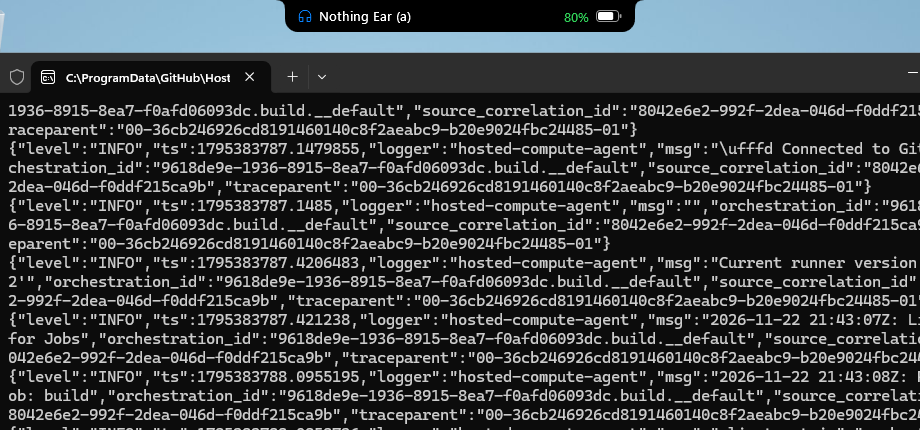 Nothing Ear (a)
80%
C:\ProgramData\GitHub\Host
1936-8915-8ea7-f0afd06093dc.build.__default","source_correlation_id":"8042e6e2-992f-2dea-046d-f0ddf215
raceparent":"00-36cb246926cd8191460140c8f2aeabc9-b20e9024fbc24485-01"}
{"level":"INFO","ts":1795383787.1479855,"logger":"hosted-compute-agent","msg":"\ufffd Connected to Git
chestration_id":"9618de9e-1936-8915-8ea7-f0afd06093dc.build.__default","source_correlation_id":"8042e
2dea-046d-f0ddf215ca9b","traceparent":"00-36cb246926cd8191460140c8f2aeabc9-b20e9024fbc24485-01"}
{"level":"INFO","ts":1795383787.1485,"logger":"hosted-compute-agent","msg":"","orchestration_id":"9618
6-8915-8ea7-f0afd06093dc.build.__default","source_correlation_id":"8042e6e2-992f-2dea-046d-f0ddf215ca9
eparent":"00-36cb246926cd8191460140c8f2aeabc9-b20e9024fbc24485-01"}
{"level":"INFO","ts":1795383787.4206483,"logger":"hosted-compute-agent","msg":"Current runner version
2'","orchestration_id":"9618de9e-1936-8915-8ea7-f0afd06093dc.build.__default","source_correlation_id"
2-992f-2dea-046d-f0ddf215ca9b","traceparent":"00-36cb246926cd8191460140c8f2aeabc9-b20e9024fbc24485-01"
{"level":"INFO","ts":1795383787.421238,"logger":"hosted-compute-agent","msg":"2026-11-22 21:43:07Z: Li
for Jobs","orchestration_id":"9618de9e-1936-8915-8ea7-f0afd06093dc.build.__default","source_correlatio
042e6e2-992f-2dea-046d-f0ddf215ca9b","traceparent":"00-36cb246926cd8191460140c8f2aeabc9-b20e9024fbc244
{"level":"INFO","ts":1795383788.0955195,"logger":"hosted-compute-agent","msg":"2026-11-22 21:43:08Z:
ob: build","orchestration_id":"9618de9e-1936-8915-8ea7-f0afd06093dc.build.__default","source_correlat
8042e6e2-992f-2dea-046d-f0ddf215ca9b","traceparent":"00-36cb246926cd8191460140c8f2aeabc9-b20e9024fbc24